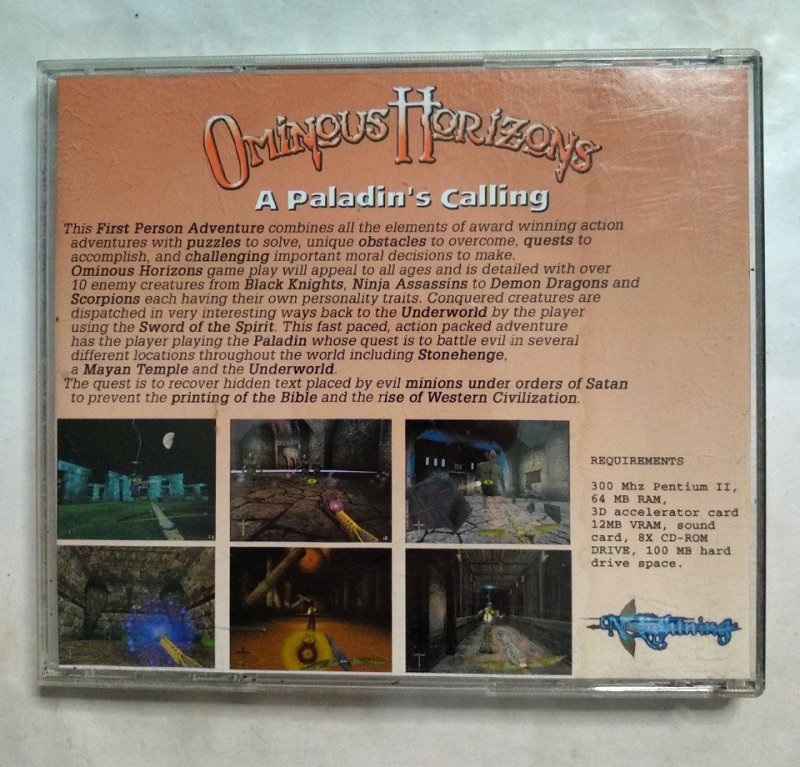 Ominous Horizons
A Paladin's Calling
This First Person Adventure combines all the elements of award winning action
adventures with puzzles to solve, unique obstacles to overcome, quests to
accomplish, and challenging important moral decisions to make.
Ominous Horizons game play will appeal to all ages and is detailed with over
10 enemy creatures from Black Knights, Ninja Assassins to Demon Dragons and
Scorpions each having their own personality traits. Conquered creatures are
dispatched in very interesting ways back to the Underworld by the player
using the Sword of the Spirit. This fast paced, action packed adventure
has the player playing the Paladin whose quest is to battle evil in several
different locations throughout the world including Stonehenge,
a Mayan Temple and the Underworld.
The quest is to recover hidden text placed by evil minions under orders of Satan
to prevent the printing of the Bible and the rise of Western Civilization.
REQUIREMENTS
300 Mhz Pentium II,
64 MB RAM,
3D accelerator card
12MB VRAM, sound
card, 8X CD-ROM
DRIVE, 100 MB hard
drive space.
N'Lightning